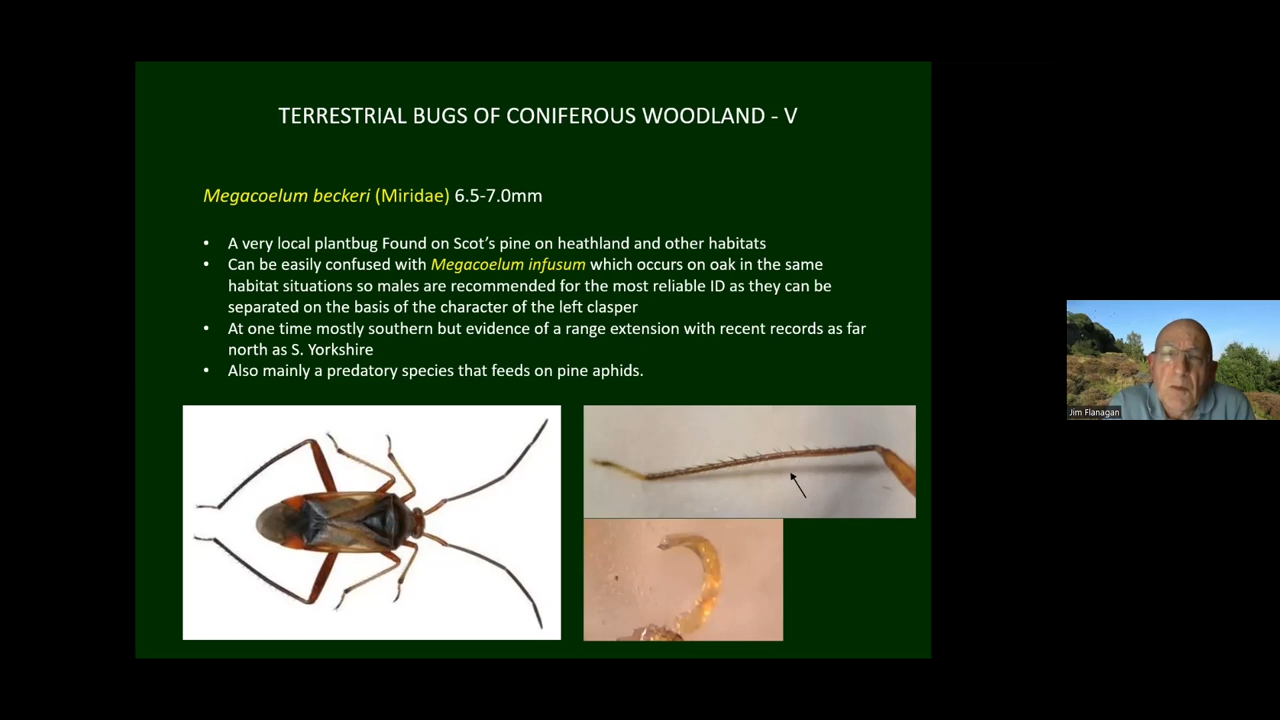 TERRESTRIAL BUGS OF CONIFEROUS WOODLAND - V
Megacoelum beckeri (Miridae) 6.5-7.0mm
• A very local plantbug Found on Scot's pine on heathland and other habitats
• Can be easily confused with Megacoelum infusum which occurs on oak in the same
habitat situations so males are recommended for the most reliable ID as they can be
separated on the basis of the character of the left clasper
• At one time mostly southern but evidence of a range extension with recent records as far
north as S. Yorkshire
• Also mainly a predatory species that feeds on pine aphids.
Jim Flanagan